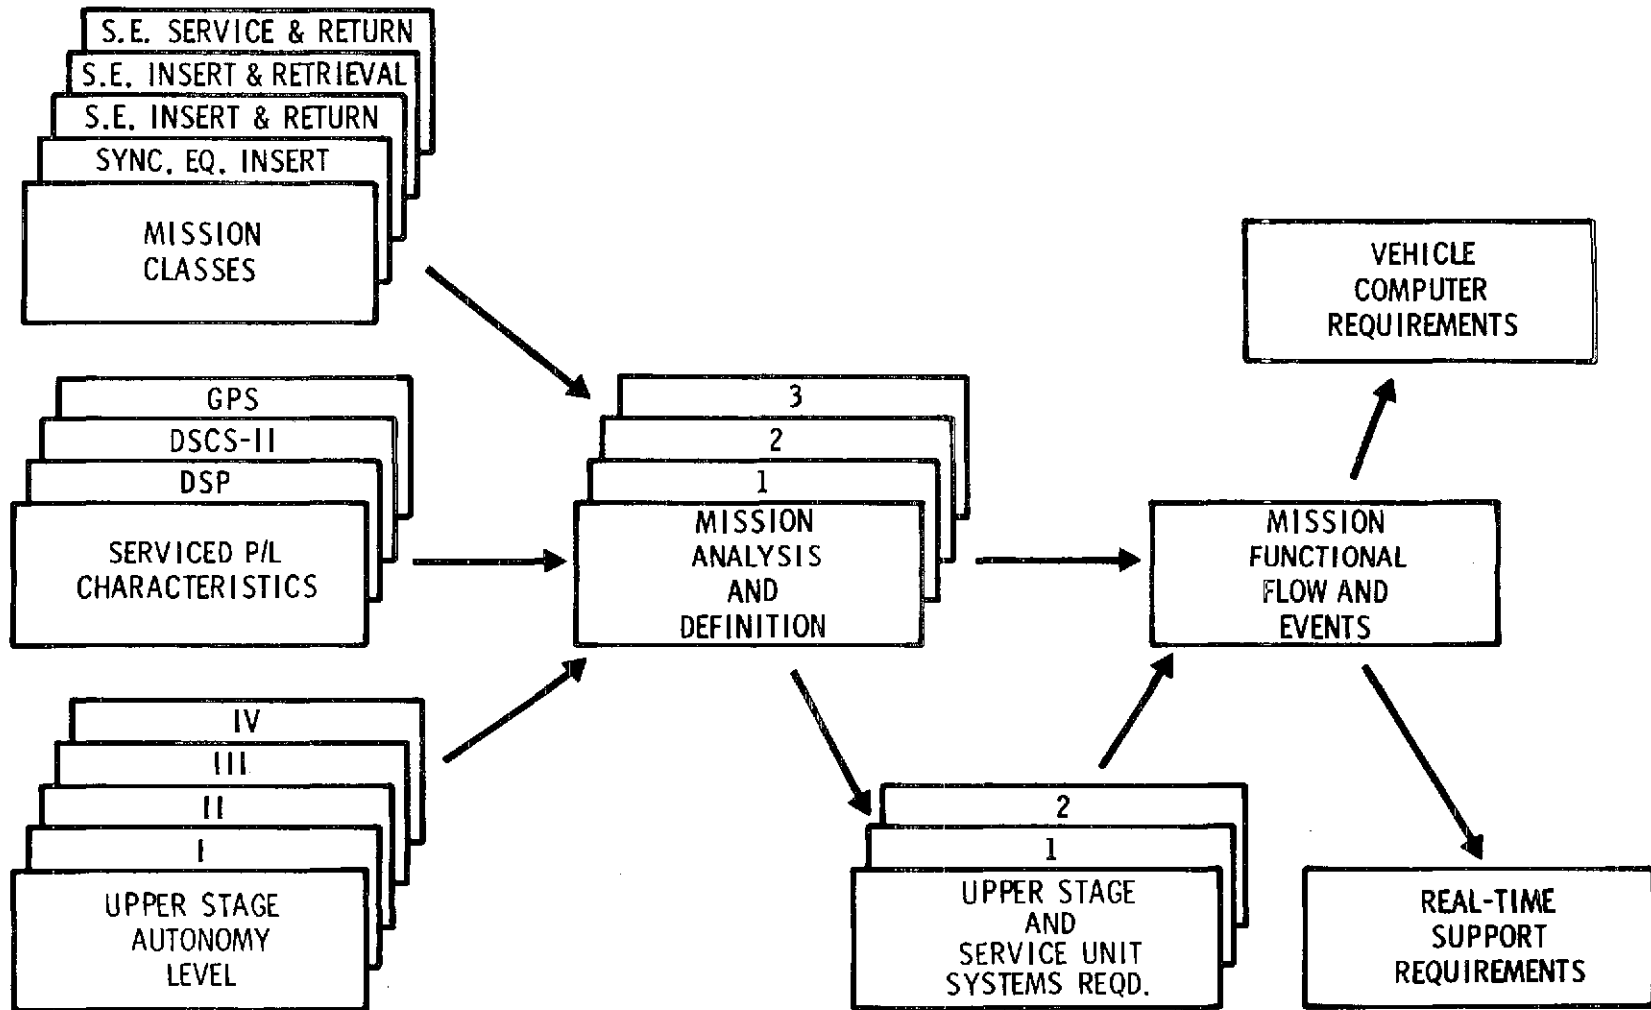 S.E. SERVICE & RETURN
S.E. INSERT & RETRIEVAL
S.E. INSERT & RETURN
SYNC. EQ. INSERT
MISSION
CLASSES
GPS
DSCS-II
DSP
SERVICED P/L
CHARACTERISTICS
IV
III
II
I
UPPER STAGE
AUTONOMY
LEVEL
3
2
1
MISSION
ANALYSIS
AND
DEFINITION
2
1
UPPER STAGE
AND
SERVICE UNIT
SYSTEMS REQD.
VEHICLE
COMPUTER
REQUIREMENTS
MISSION
FUNCTIONAL
FLOW AND
EVENTS
REAL-TIME
SUPPORT
REQUIREMENTS